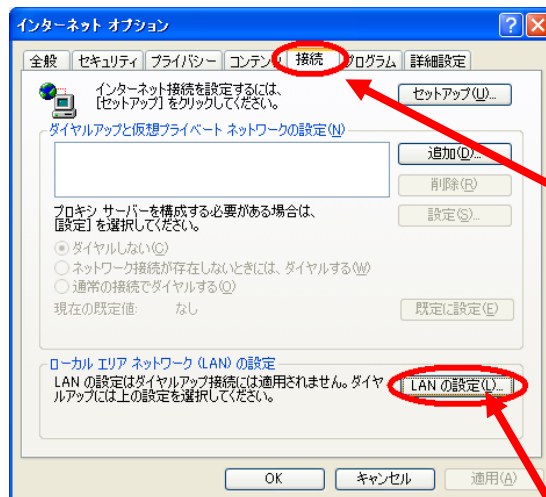 インターネット オプション
全般 セキュリティ プライバシー コンテンツ 接続 プログラム 詳細設定
インターネット接続を設定するには、
[セットアップ] をクリックしてください。
セットアップ(U)...
ダイヤルアップと仮想プライベート ネットワークの設定(N)
追加(D)...
削除(R)
プロキシ サーバーを構成する必要がある場合は、
[設定] を選択してください。
設定(S)...
ダイヤルしない(C)
ネットワーク接続が存在しないときには、ダイヤルする(W)
通常の接続でダイヤルする(O)
現在の既定値: なし
既定に設定(E)
ローカル エリア ネットワーク (LAN) の設定
LAN の設定はダイヤルアップ接続には適用されません。ダイヤ
ルアップには上の設定を選択してください。
LAN の設定(L)...
OK キャンセル 適用(A)